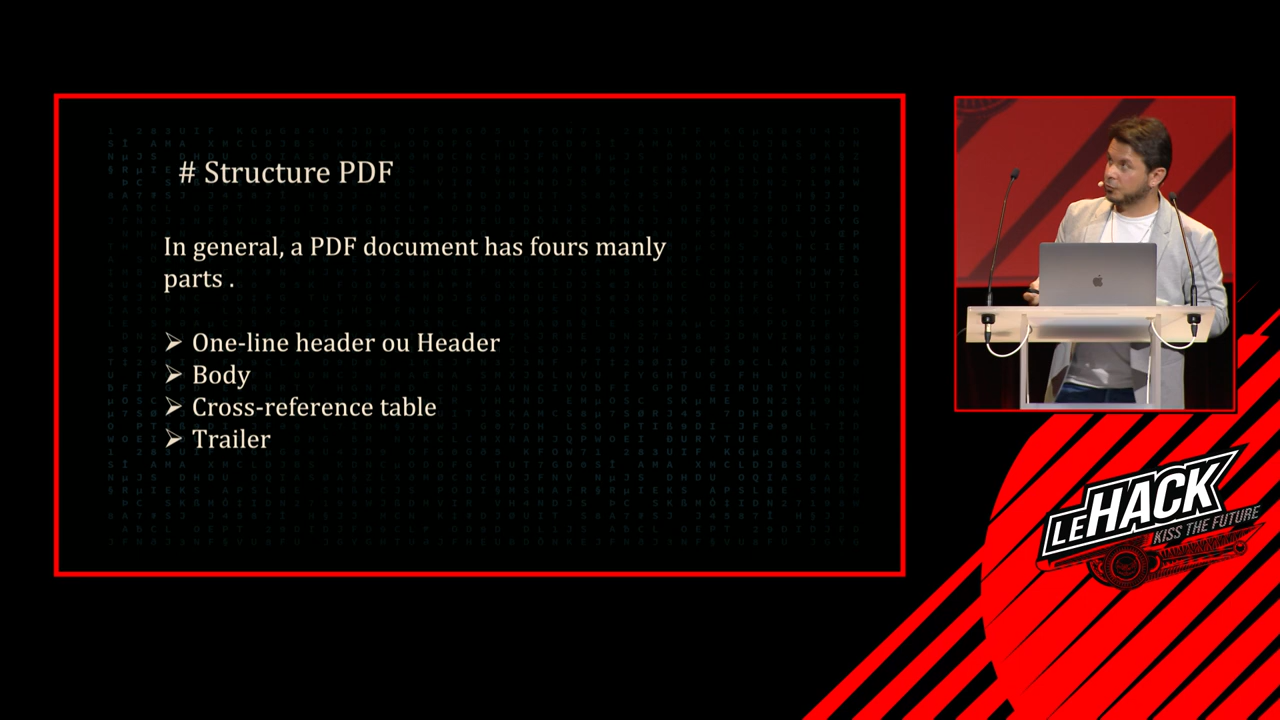 # Structure PDF
In general, a PDF document has fours manly
parts .
➢ One-line header ou Header
➢ Body
➢ Cross-reference table
➢ Trailer
LEHACK
KISS THE FUTURE